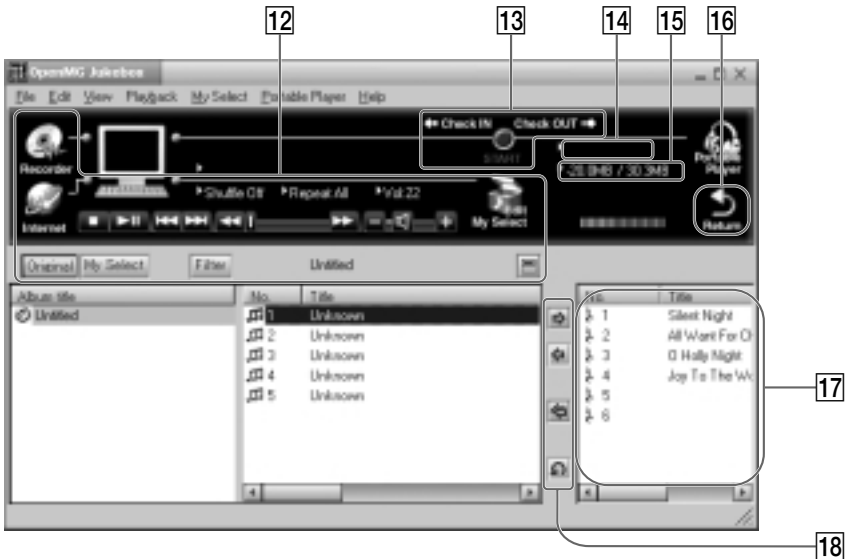 12 13 14 15 16
OpenMG Jukebox
File Edit View Playback My Select Portable Player Help
Check IN Check OUT
START
Recorder
Portable Player
-20.0MB / 30.3MB
Shuffle Off Repeat All Vol:22
Internet
Edit
My Select
Return
Original My Select Filter Untitled
Album title No. Title No. Title
Untitled 1 Unknown 1 Silent Night
2 Unknown 2 All Want For Ch
3 Unknown 3 O Holly Night
4 Unknown 4 Joy To The Wo
5 Unknown 5
6
17
18